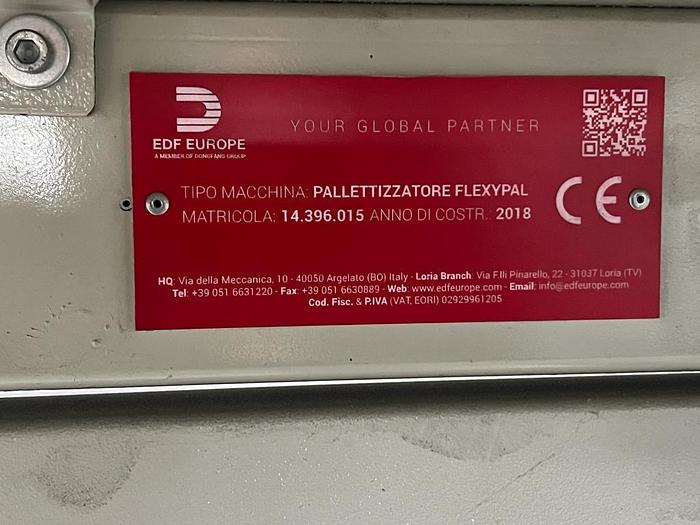 YOUR GLOBAL PARTNER
EDF EUROPE
A MEMBER OF DONGFANG GROUP
TIPO MACCHINA: PALLETTIZZATORE FLEXYPAL
MATRICOLA: 14.396.015 ANNO DI COSTR. 2018
CE
HQ: Via della Meccanica, 10 - 40050 Argelato (BO) Italy - Loria Branch: Via F.lli Pinarello, 22 - 31037 Loria (TV)
Tel: +39 051 6631220 - Fax: +39 051 6630889 - Web: www.edfeurope.com - Email: info@edfeurope.com
Cod. Fisc. & P.IVA (VAT, EORI) 02929961205